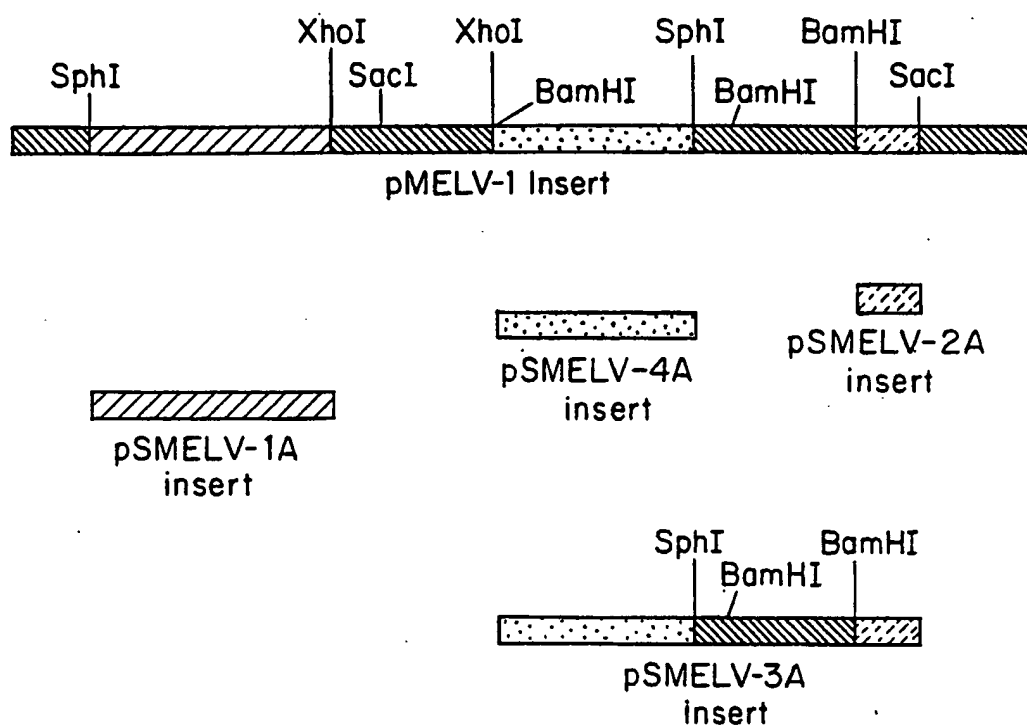 XhoI
XhoI
SphI
BamHI
SphI
SacI
BamHI
BamHI
SacI
pMELV-1 Insert
pSMELV-2A
insert
pSMELV-4A
insert
pSMELV-1A
insert
SphI
BamHI
BamHI
pSMELV-3A
Insert